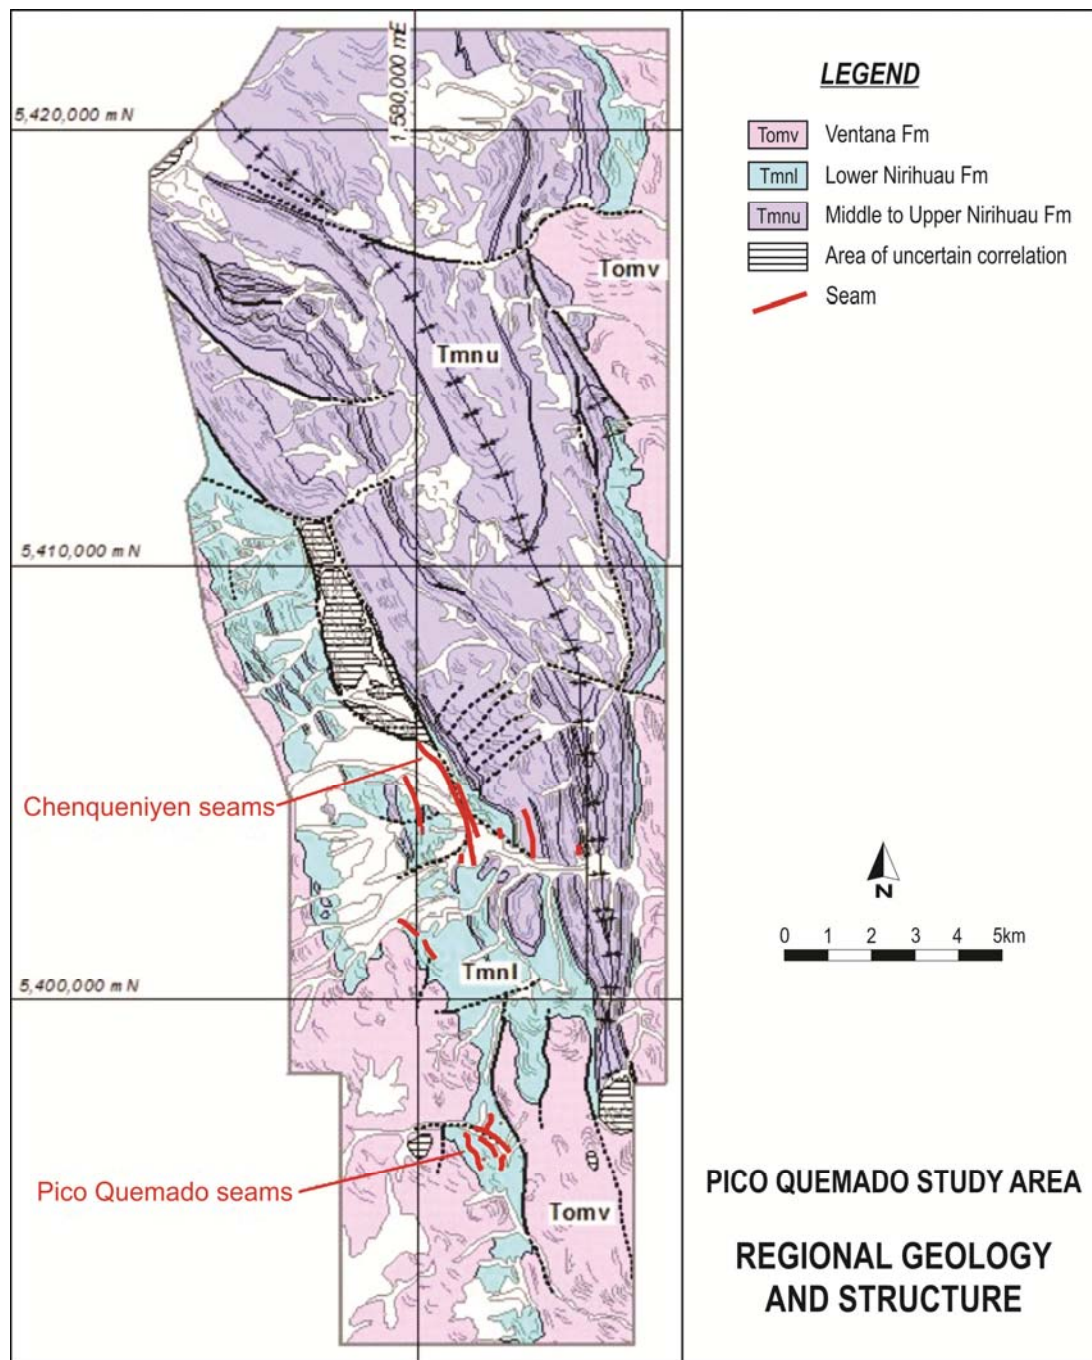 1,580,000 mE
5,420,000 m N
Tomv
Tmnu
5,410,000 m N
Chenqueniyen seams
Tmnl
5,400,000 m N
Pico Quemado seams
Tomv
LEGEND
Tomv Ventana Fm
Tmnl Lower Nirihuau Fm
Tmnu Middle to Upper Nirihuau Fm
Area of uncertain correlation
Seam
N
0 1 2 3 4 5km
PICO QUEMADO STUDY AREA
REGIONAL GEOLOGY
AND STRUCTURE